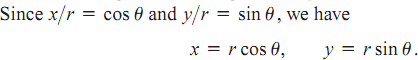 Since x/r = cos θ and y/r = sin θ, we have
x = r cos θ, y = r sin θ.